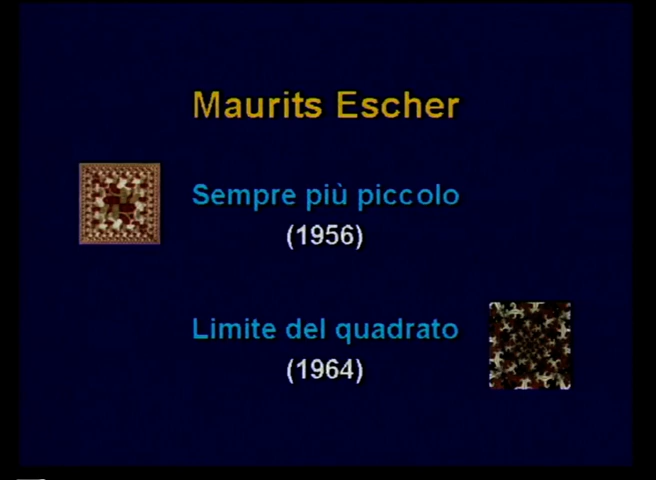 Maurits Escher
Sempre più piccolo
(1956)
Limite del quadrato
(1964)